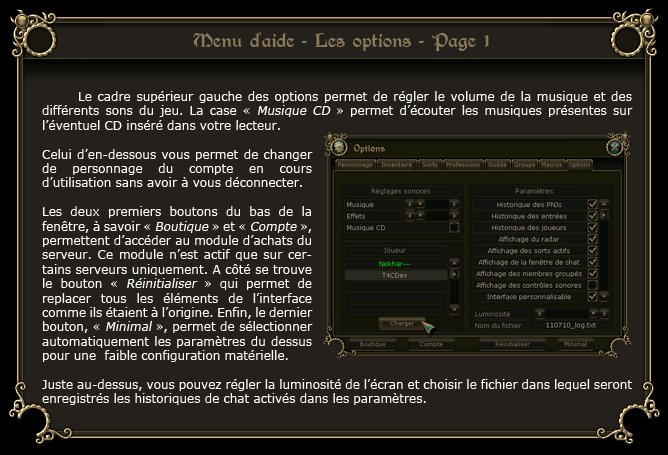 Menu d'aide - Les options - Page 1
Le cadre supérieur gauche des options permet de régler le volume de la musique et des
différents sons du jeu. La case « Musique CD » permet d'écouter les musiques présentes sur
l'éventuel CD inséré dans votre lecteur.
Celui d'en-dessous vous permet de changer
de personnage du compte en cours
d'utilisation sans avoir à vous déconnecter.
Les deux premiers boutons du bas de la
fenêtre, à savoir « Boutique » et « Compte »,
permettent d'accéder au module d'achats du
serveur. Ce module n'est actif que sur cer-
tains serveurs uniquement. A côté se trouve
le bouton « Réinitialiser » qui permet de
replacer tous les éléments de l'interface
comme ils étaient à l'origine. Enfin, le dernier
bouton, « Minimal », permet de sélectionner
automatiquement les paramètres du dessus
pour une faible configuration matérielle.
Options
Personnage Inventaire Sorts Professions Guilde Groupe Macros Options
Réglages sonores
Musique
Effets
Musique CD
Joueur
Nekhar---
T4CDev
Charger
Paramètres
Historique des PNJs
Historique des entrées
Historique des joueurs
Affichage du radar
Affichage des sorts actifs
Affichage de la fenêtre de chat
Affichage des membres groupés
Affichage des contrôles sonores
Interface personnalisable
Luminosité
Nom du fichier 110710_log.txt
Boutique Compte Réinitialiser Minimal
Juste au-dessus, vous pouvez régler la luminosité de l'écran et choisir le fichier dans lequel seront
enregistrés les historiques de chat activés dans les paramètres.